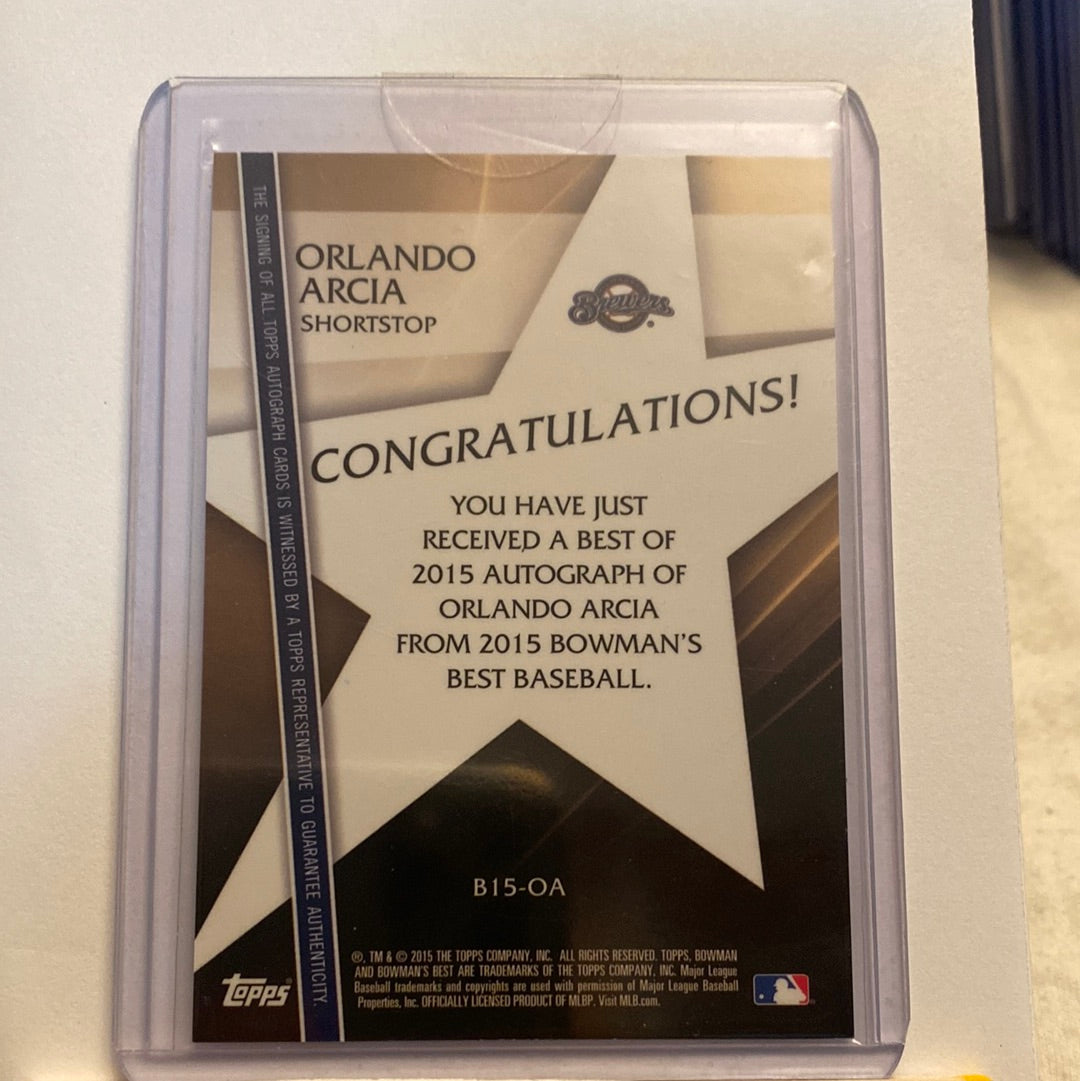 ORLANDO
ARCIA
SHORTSTOP
Brewers
CONGRATULATIONS!
YOU HAVE JUST
RECEIVED A BEST OF
2015 AUTOGRAPH OF
ORLANDO ARCIA
FROM 2015 BOWMAN'S
BEST BASEBALL.
B15-OA
®, TM & © 2015 THE TOPPS COMPANY, INC. ALL RIGHTS RESERVED. TOPPS, BOWMAN
AND BOWMAN'S BEST ARE TRADEMARKS OF THE TOPPS COMPANY, INC. Major League
Baseball trademarks and copyrights are used with permission of Major League Baseball
Properties, Inc. OFFICIALLY LICENSED PRODUCT OF MLBP. Visit MLB.com.
THE SIGNING OF ALL TOPPS AUTOGRAPH CARDS IS WITNESSED BY A TOPPS REPRESENTATIVE TO GUARANTEE AUTHENTICITY.
topps®